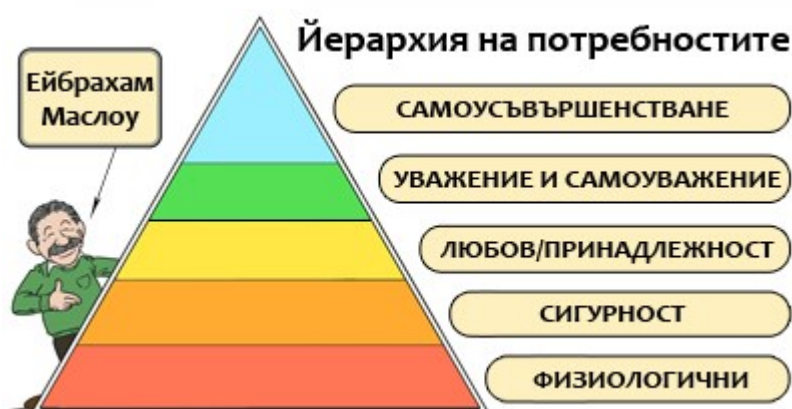 Йерархия на потребностите
Ейбрахам
Маслоу
САМОУСЪВЪРШЕНСТВАНЕ
УВАЖЕНИЕ И САМОУВАЖЕНИЕ
ЛЮБОВ/ПРИНАДЛЕЖНОСТ
СИГУРНОСТ
ФИЗИОЛОГИЧНИ